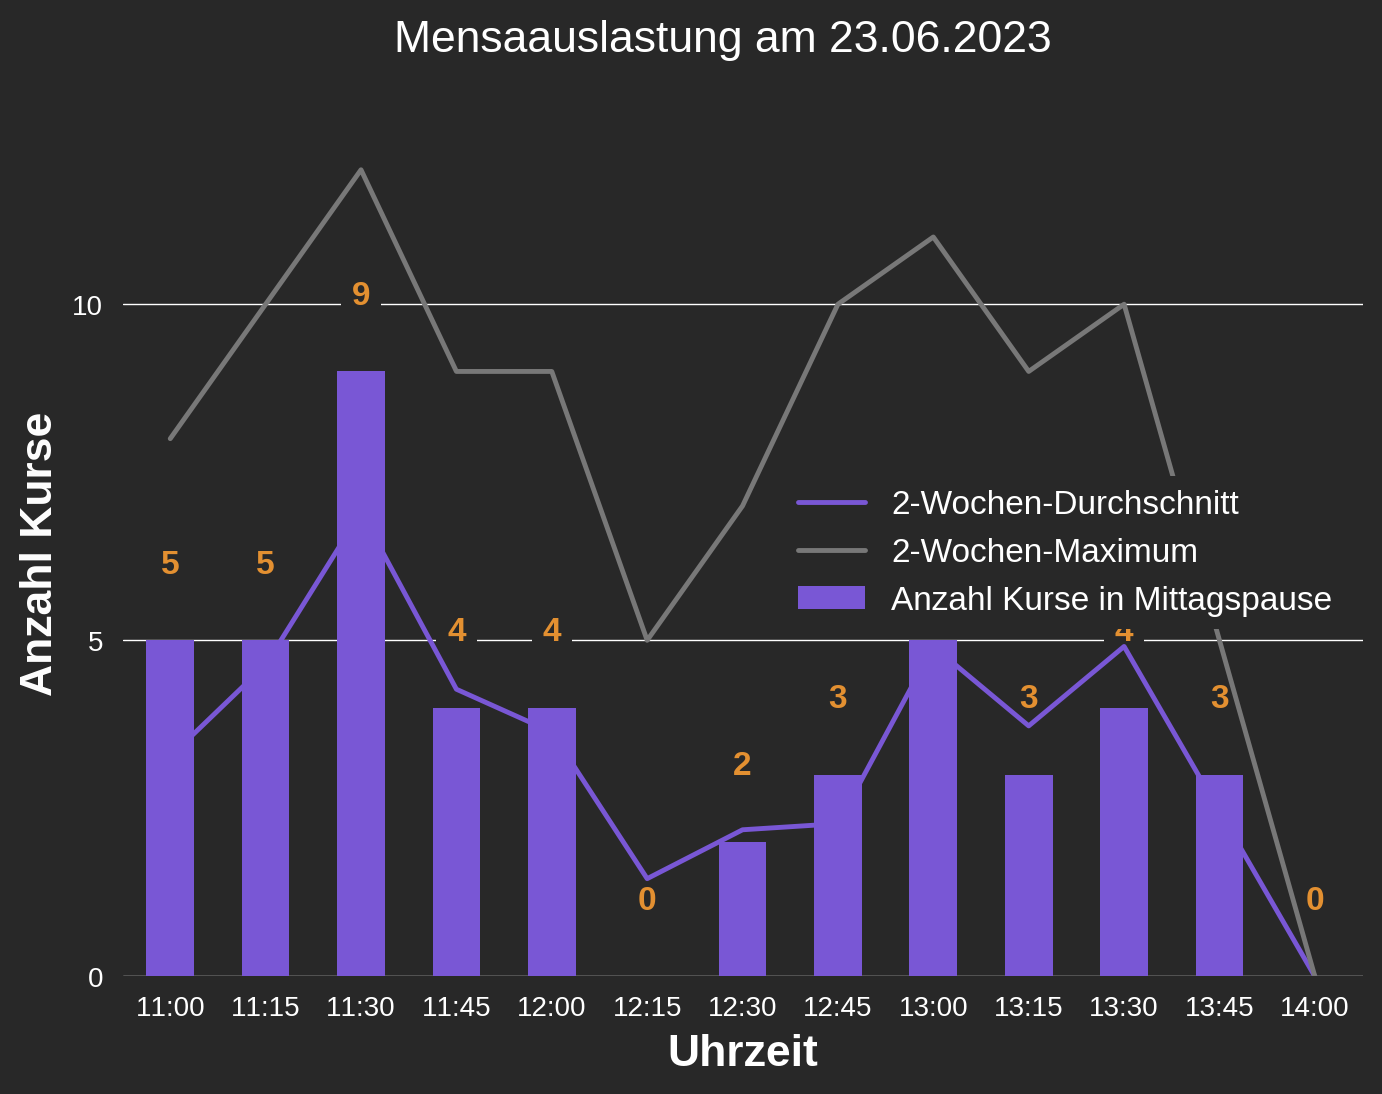 Mensaauslastung am 23.06.2023
10
9
Anzahl Kurse
2-Wochen-Durchschnitt
5
5
2-Wochen-Maximum
Anzahl Kurse in Mittagspause
5
4
4
4
3
3
3
2
0
0
0
11:00 11:15 11:30 11:45 12:00 12:15 12:30 12:45 13:00 13:15 13:30 13:45 14:00
Uhrzeit